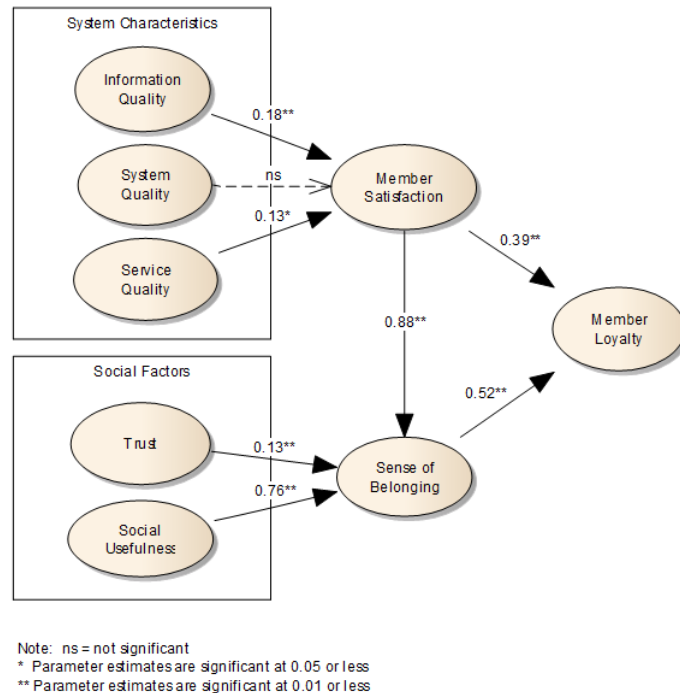 System Characteristics
Information
Quality
0.18**
System
Quality
ns
Member
Satisfaction
0.13*
Service
Quality
0.39**
0.88**
Member
Loyalty
Social Factors
0.52**
Trust
0.13**
Sense of
Belonging
0.76**
Social
Usefulness
Note: ns = not significant
* Parameter estimates are significant at 0.05 or less
** Parameter estimates are significant at 0.01 or less